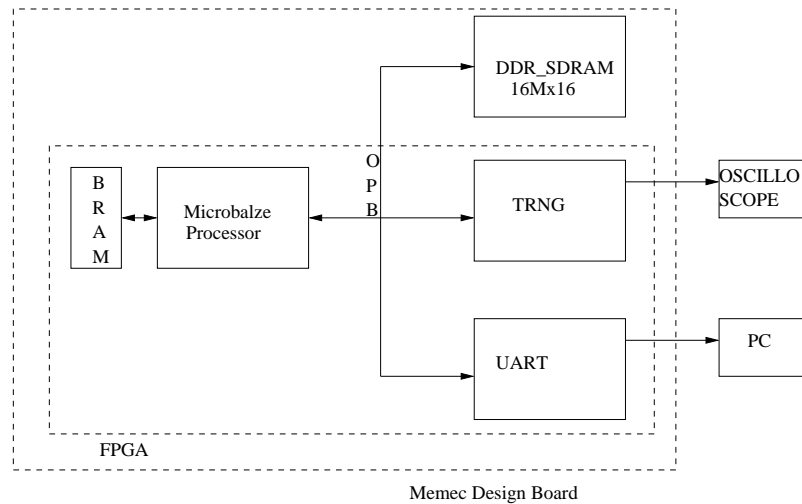 DDR_SDRAM
16Mx16
O
P
B
B
R
A
M
Microbalze
Processor
TRNG
OSCILLO
SCOPE
UART
PC
FPGA
Memec Design Board